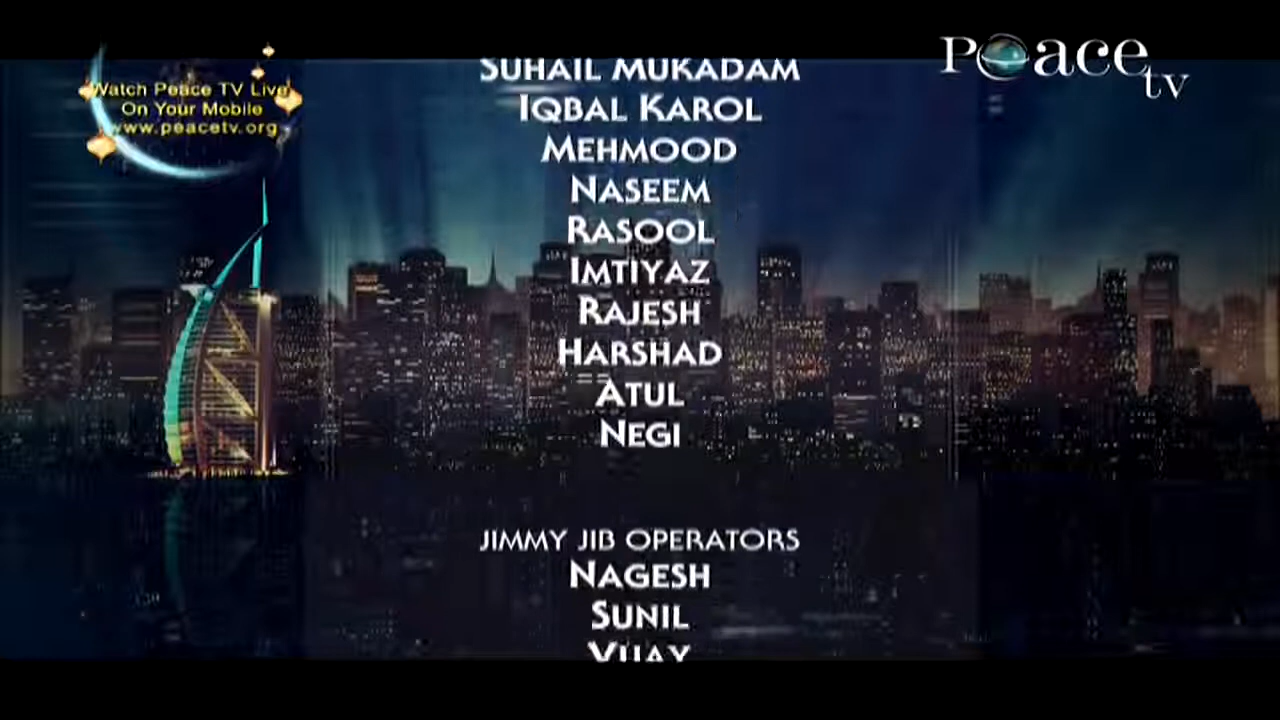 Peace tv
Watch Peace TV Live
On Your Mobile
www.peacetv.org
SUHAIL MUKADAM
IQBAL KAROL
MEHMOOD
NASEEM
RASOOL
IMTIYAZ
RAJESH
HARSHAD
ATUL
NEGI
JIMMY JIB OPERATORS
NAGESH
SUNIL
VIJAY